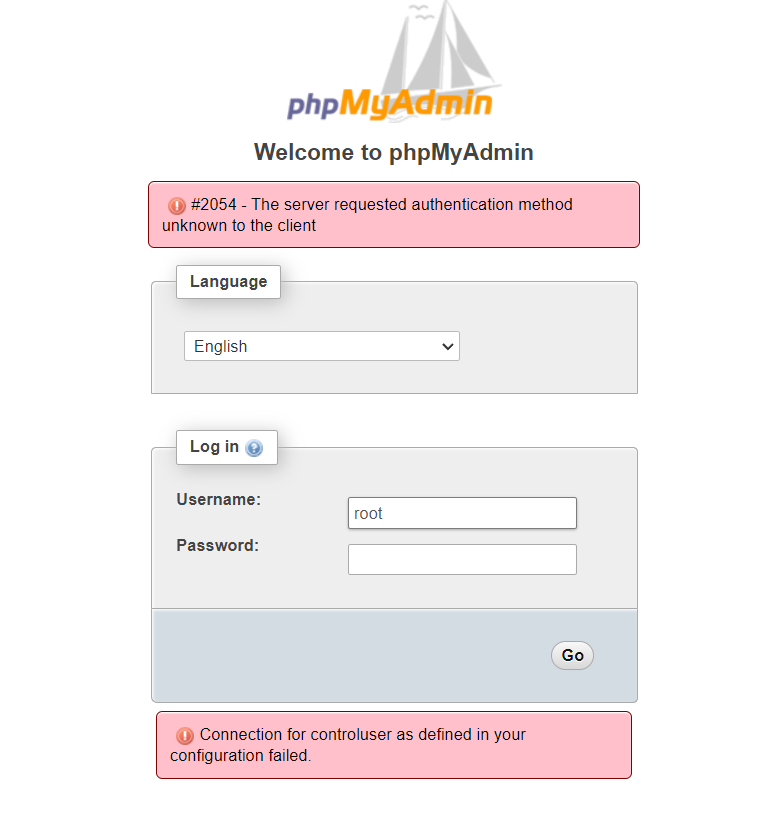 phpMyAdmin
Welcome to phpMyAdmin
#2054 - The server requested authentication method
unknown to the client
Language
English
Log in
Username:
root
Password:
Go
Connection for controluser as defined in your
configuration failed.